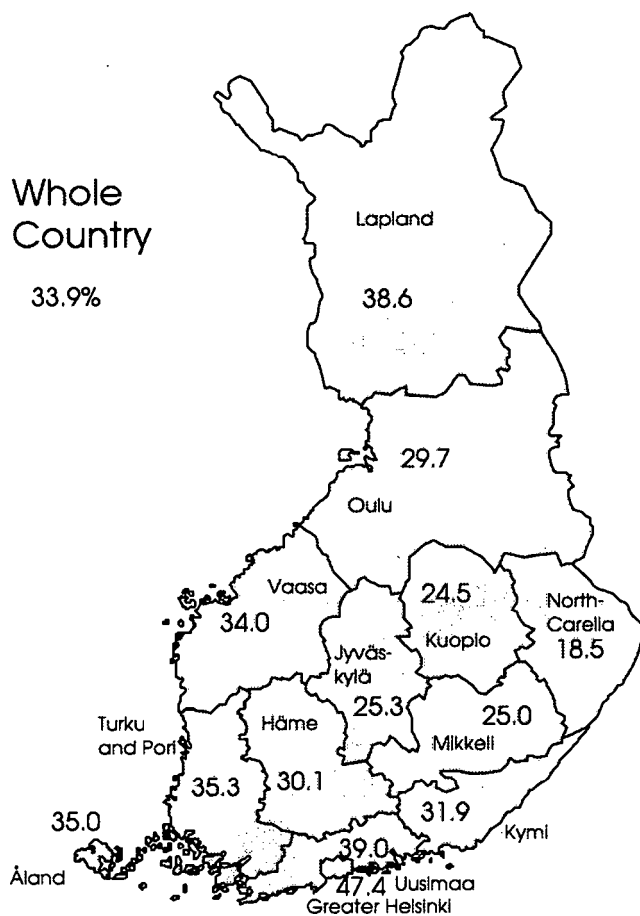 Whole
Country
33.9%
Lapland
38.6
29.7
Oulu
Vaasa
34.0
24.5
Kuopio
North-
Carella
18.5
Jyväs-
kylä
25.3
25.0
Mikkeli
Turku
and Pori
35.3
Häme
30.1
31.9
Kymi
35.0
Åland
39.0
47.4 Uusimaa
Greater Helsinki